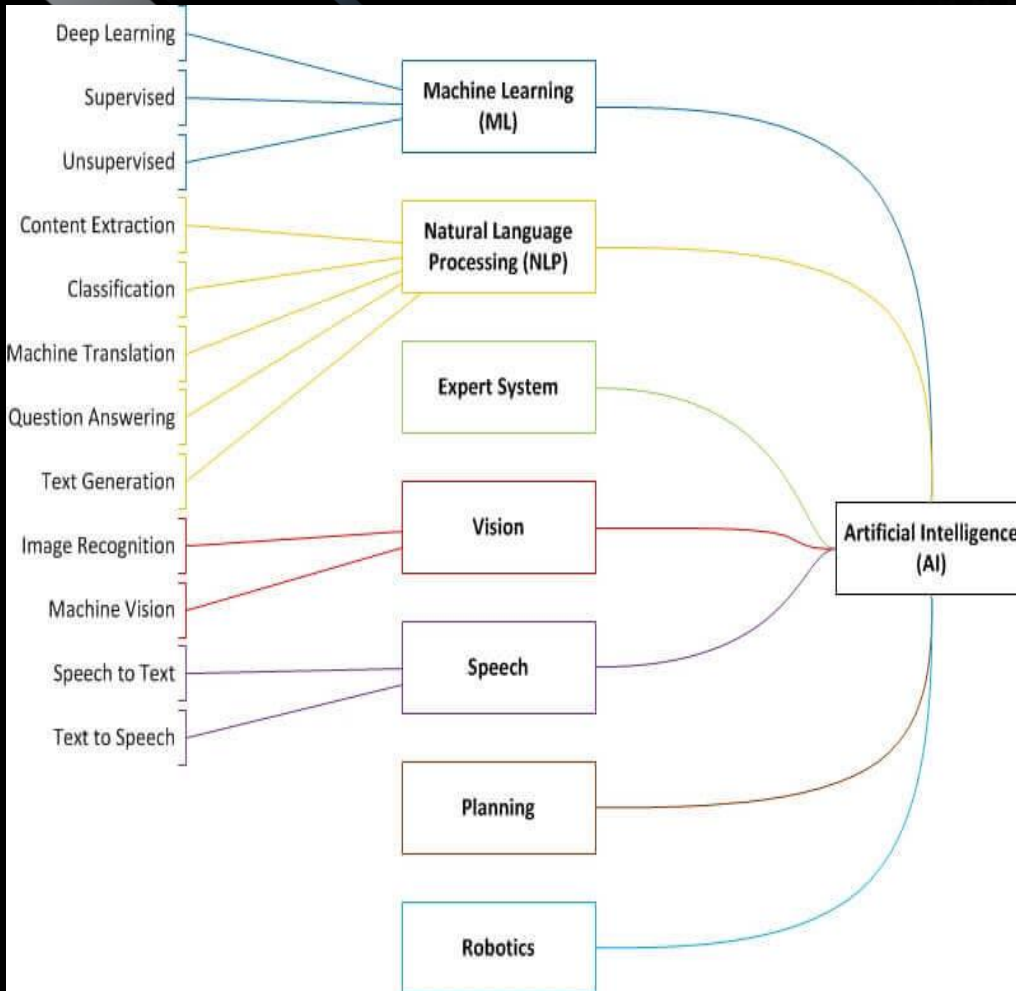 Deep Learning
Supervised
Unsupervised
Content Extraction
Classification
Machine Translation
Question Answering
Text Generation
Image Recognition
Machine Vision
Speech to Text
Text to Speech
Machine Learning
(ML)
Natural Language
Processing (NLP)
Expert System
Vision
Speech
Planning
Robotics
Artificial Intelligence
(AI)